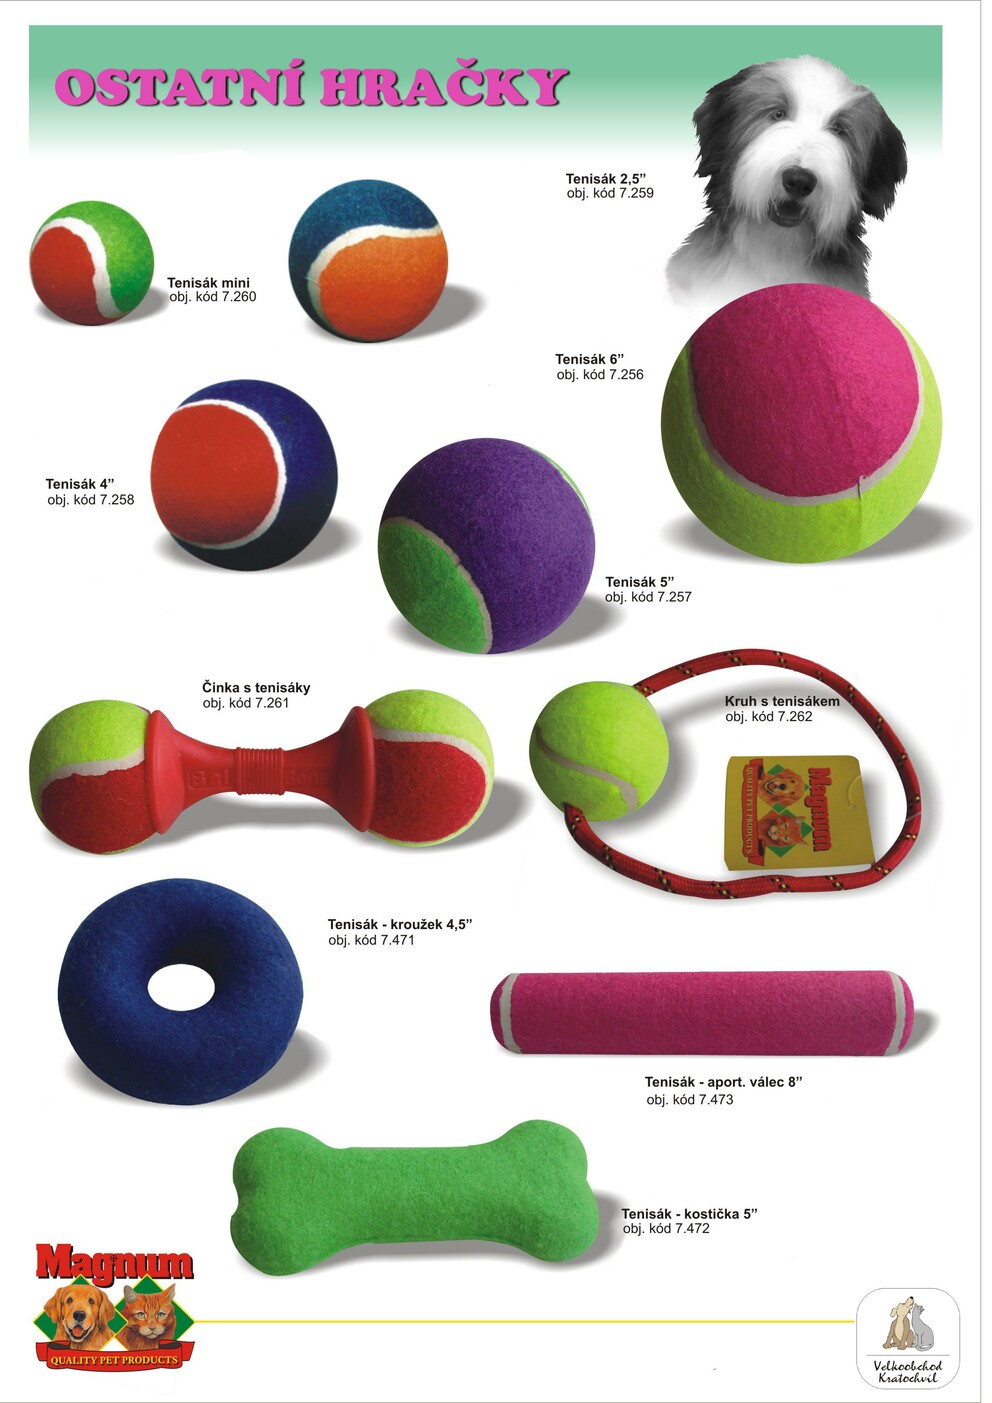 OSTATNÍ HRAČKY
Tenisák 2,5”
obj. kód 7.259
Tenisák mini
obj. kód 7.260
Tenisák 6”
obj. kód 7.256
Tenisák 4”
obj. kód 7.258
Tenisák 5”
obj. kód 7.257
Činka s tenisáky
obj. kód 7.261
Kruh s tenisákem
obj. kód 7.262
Magnum
QUALITY PET PRODUCTS
Tenisák - kroužek 4,5”
obj. kód 7.471
Tenisák - aport. válec 8”
obj. kód 7.473
Tenisák - kostička 5”
obj. kód 7.472
Magnum
QUALITY PET PRODUCTS
Velkoobchod
Kratochvíl